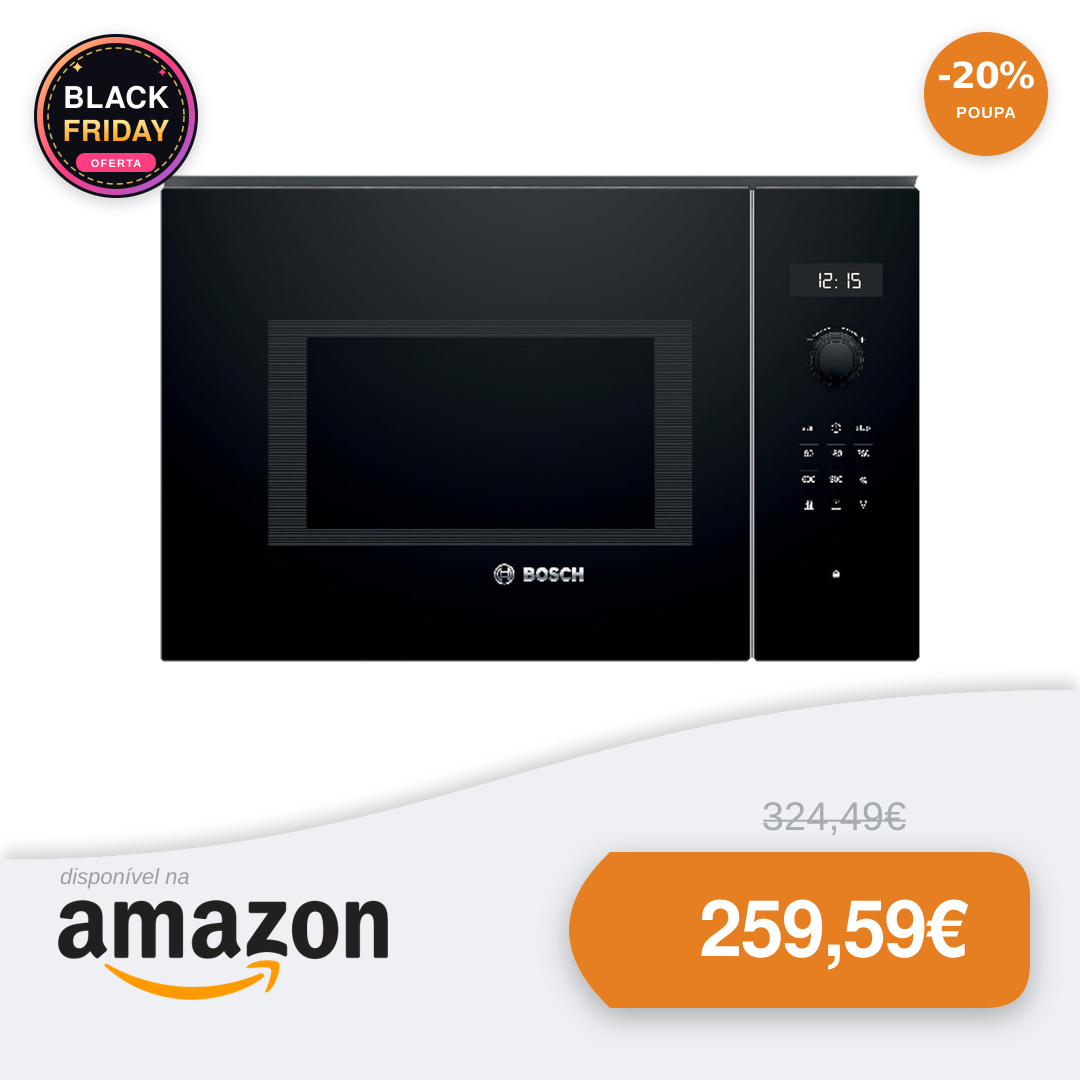 BLACK
FRIDAY
OFERTA
-20%
POUPA
12:15
BOSCH
324,49€
disponível na
amazon
259,59€